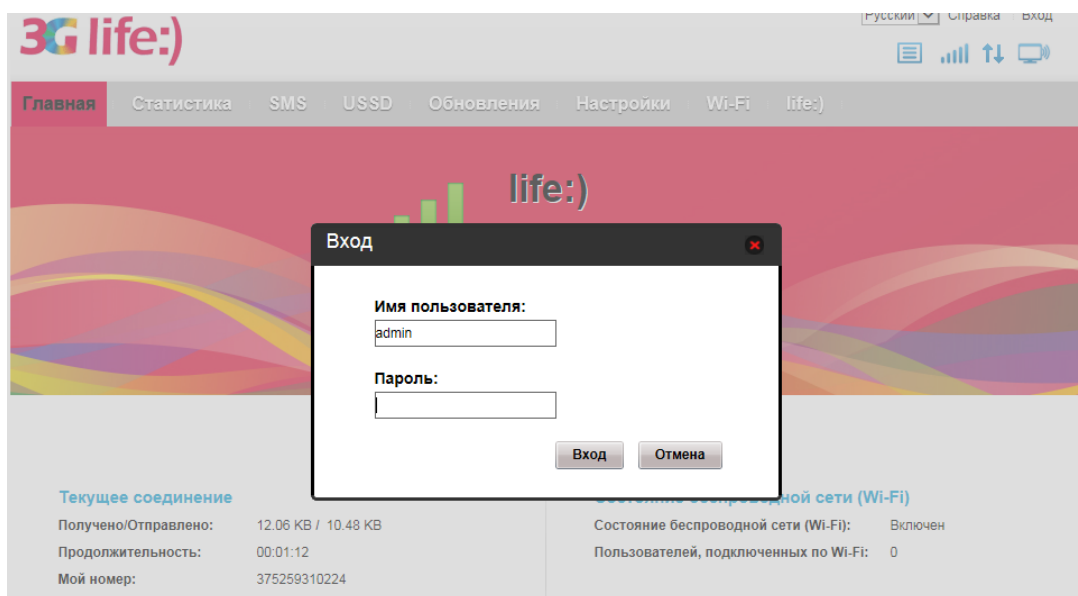 Русский Справка Вход
3G life:)
Главная Статистика SMS USSD Обновления Настройки Wi-Fi life:)
life:)
Вход
Имя пользователя:
admin
Пароль:
Вход Отмена
Текущее соединение
Состояние беспроводной сети (Wi-Fi)
Получено/Отправлено: 12.06 KB / 10.48 KB
Состояние беспроводной сети (Wi-Fi): Включен
Продолжительность: 00:01:12
Пользователей, подключенных по Wi-Fi: 0
Мой номер: 375259310224